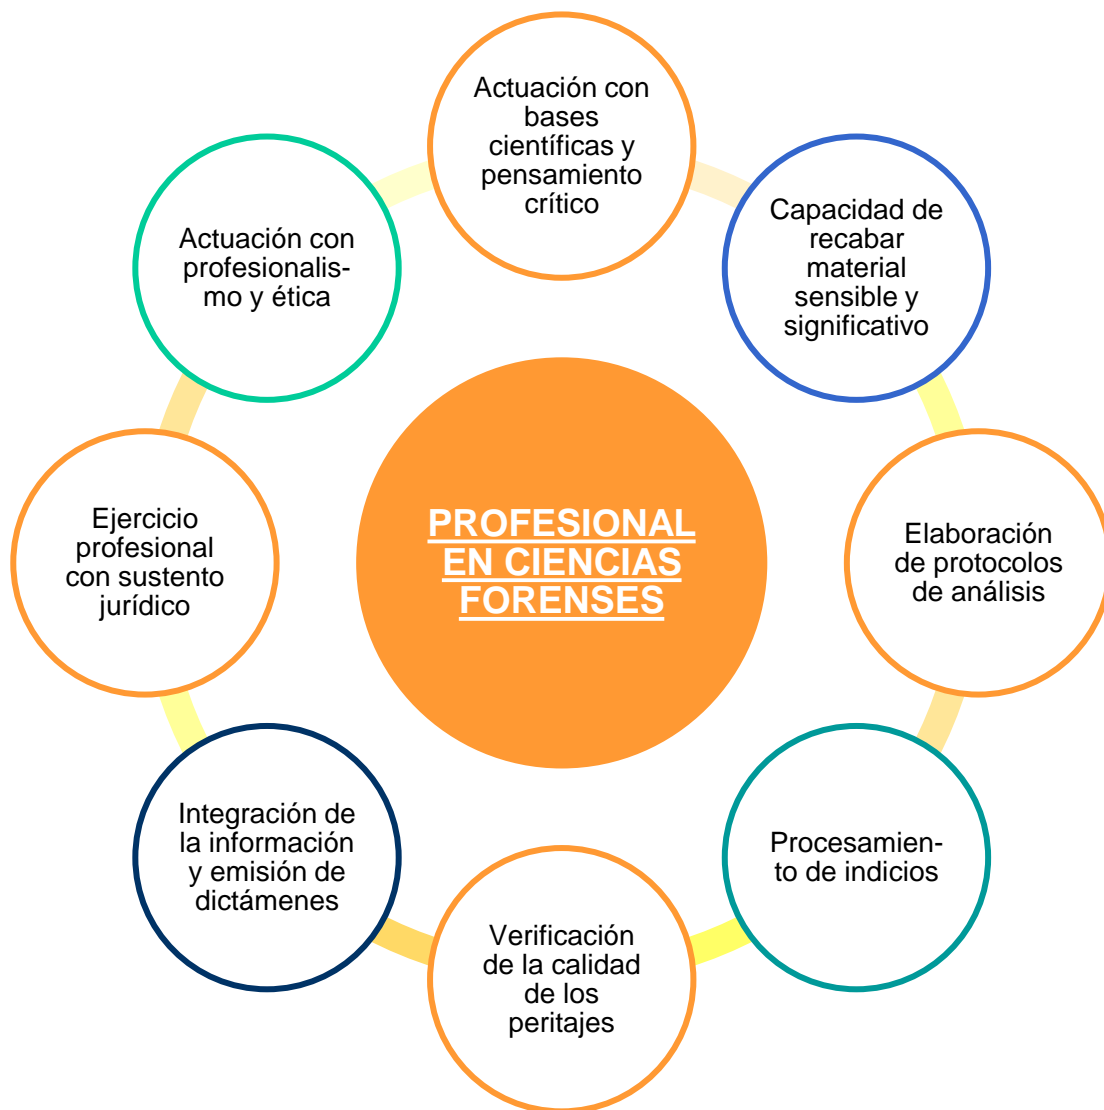 Actuación con
bases
científicas y
pensamiento
crítico
Capacidad de
recabar
material
sensible y
significativo
Elaboración
de protocolos
de análisis
Procesamien-
to de indicios
Verificación
de la calidad
de los
peritajes
Integración de
la información
y emisión de
dictámenes
Ejercicio
profesional
con sustento
jurídico
Actuación con
profesionalis-
mo y ética
PROFESIONAL
EN CIENCIAS
FORENSES